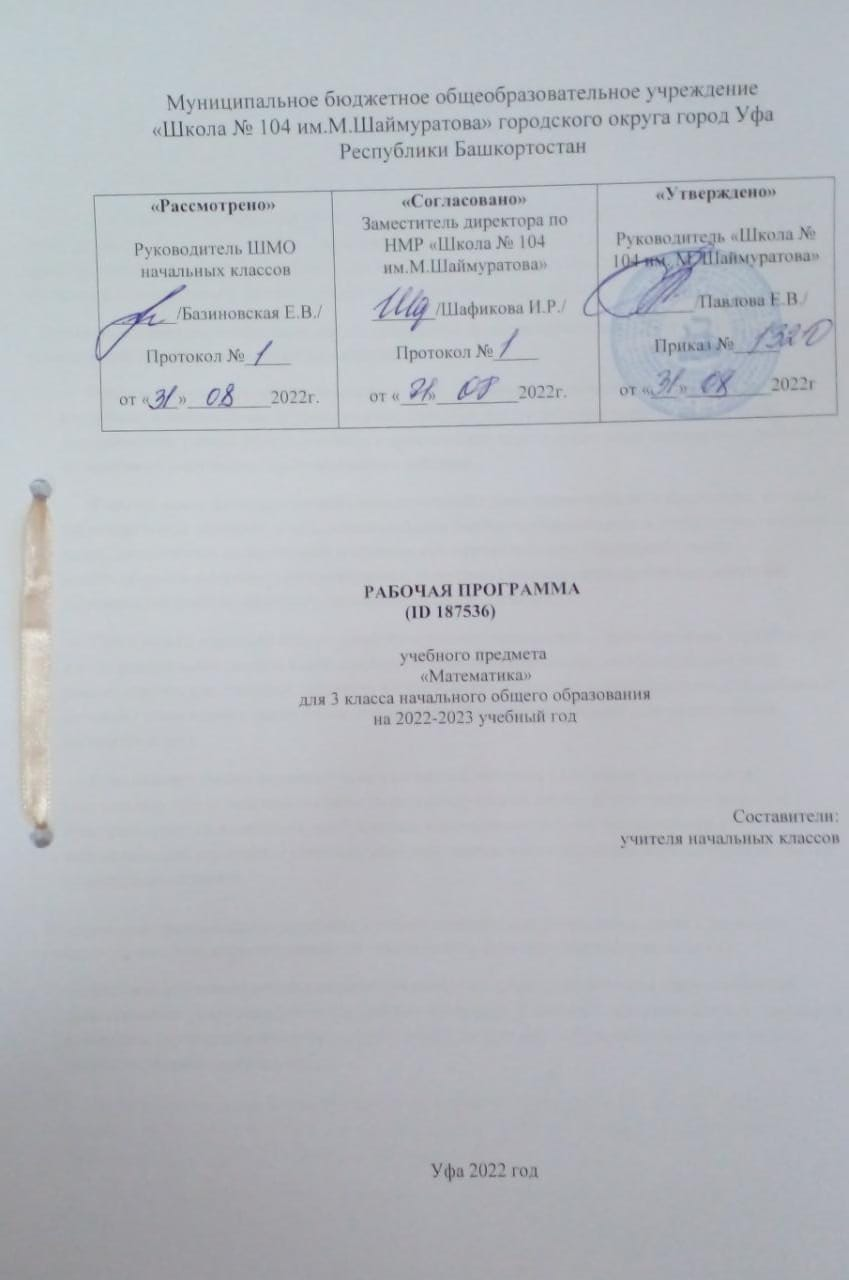 Муниципальное бюджетное общеобразовательное учреждение
«Школа № 104 им.М.Шаймуратова» городского округа город Уфа
Республики Башкортостан
«Рассмотрено»
Руководитель ШМО
начальных классов
/Базиновская Е.В./
Протокол № 1
от «31» 08 2022г.
«Согласовано»
Заместитель директора по
НМР «Школа № 104
им.М.Шаймуратова»
/Шафикова И.Р./
Протокол № 1
от «31» 08 2022г.
«Утверждено»
Руководитель «Школа №
104 им. М.Шаймуратова»
/Павлова Е.В./
Приказ №
от «31» 08 2022г
РАБОЧАЯ ПРОГРАММА
(ID 187536)
учебного предмета
«Математика»
для 3 класса начального общего образования
на 2022-2023 учебный год
Составители:
учителя начальных классов
Уфа 2022 год